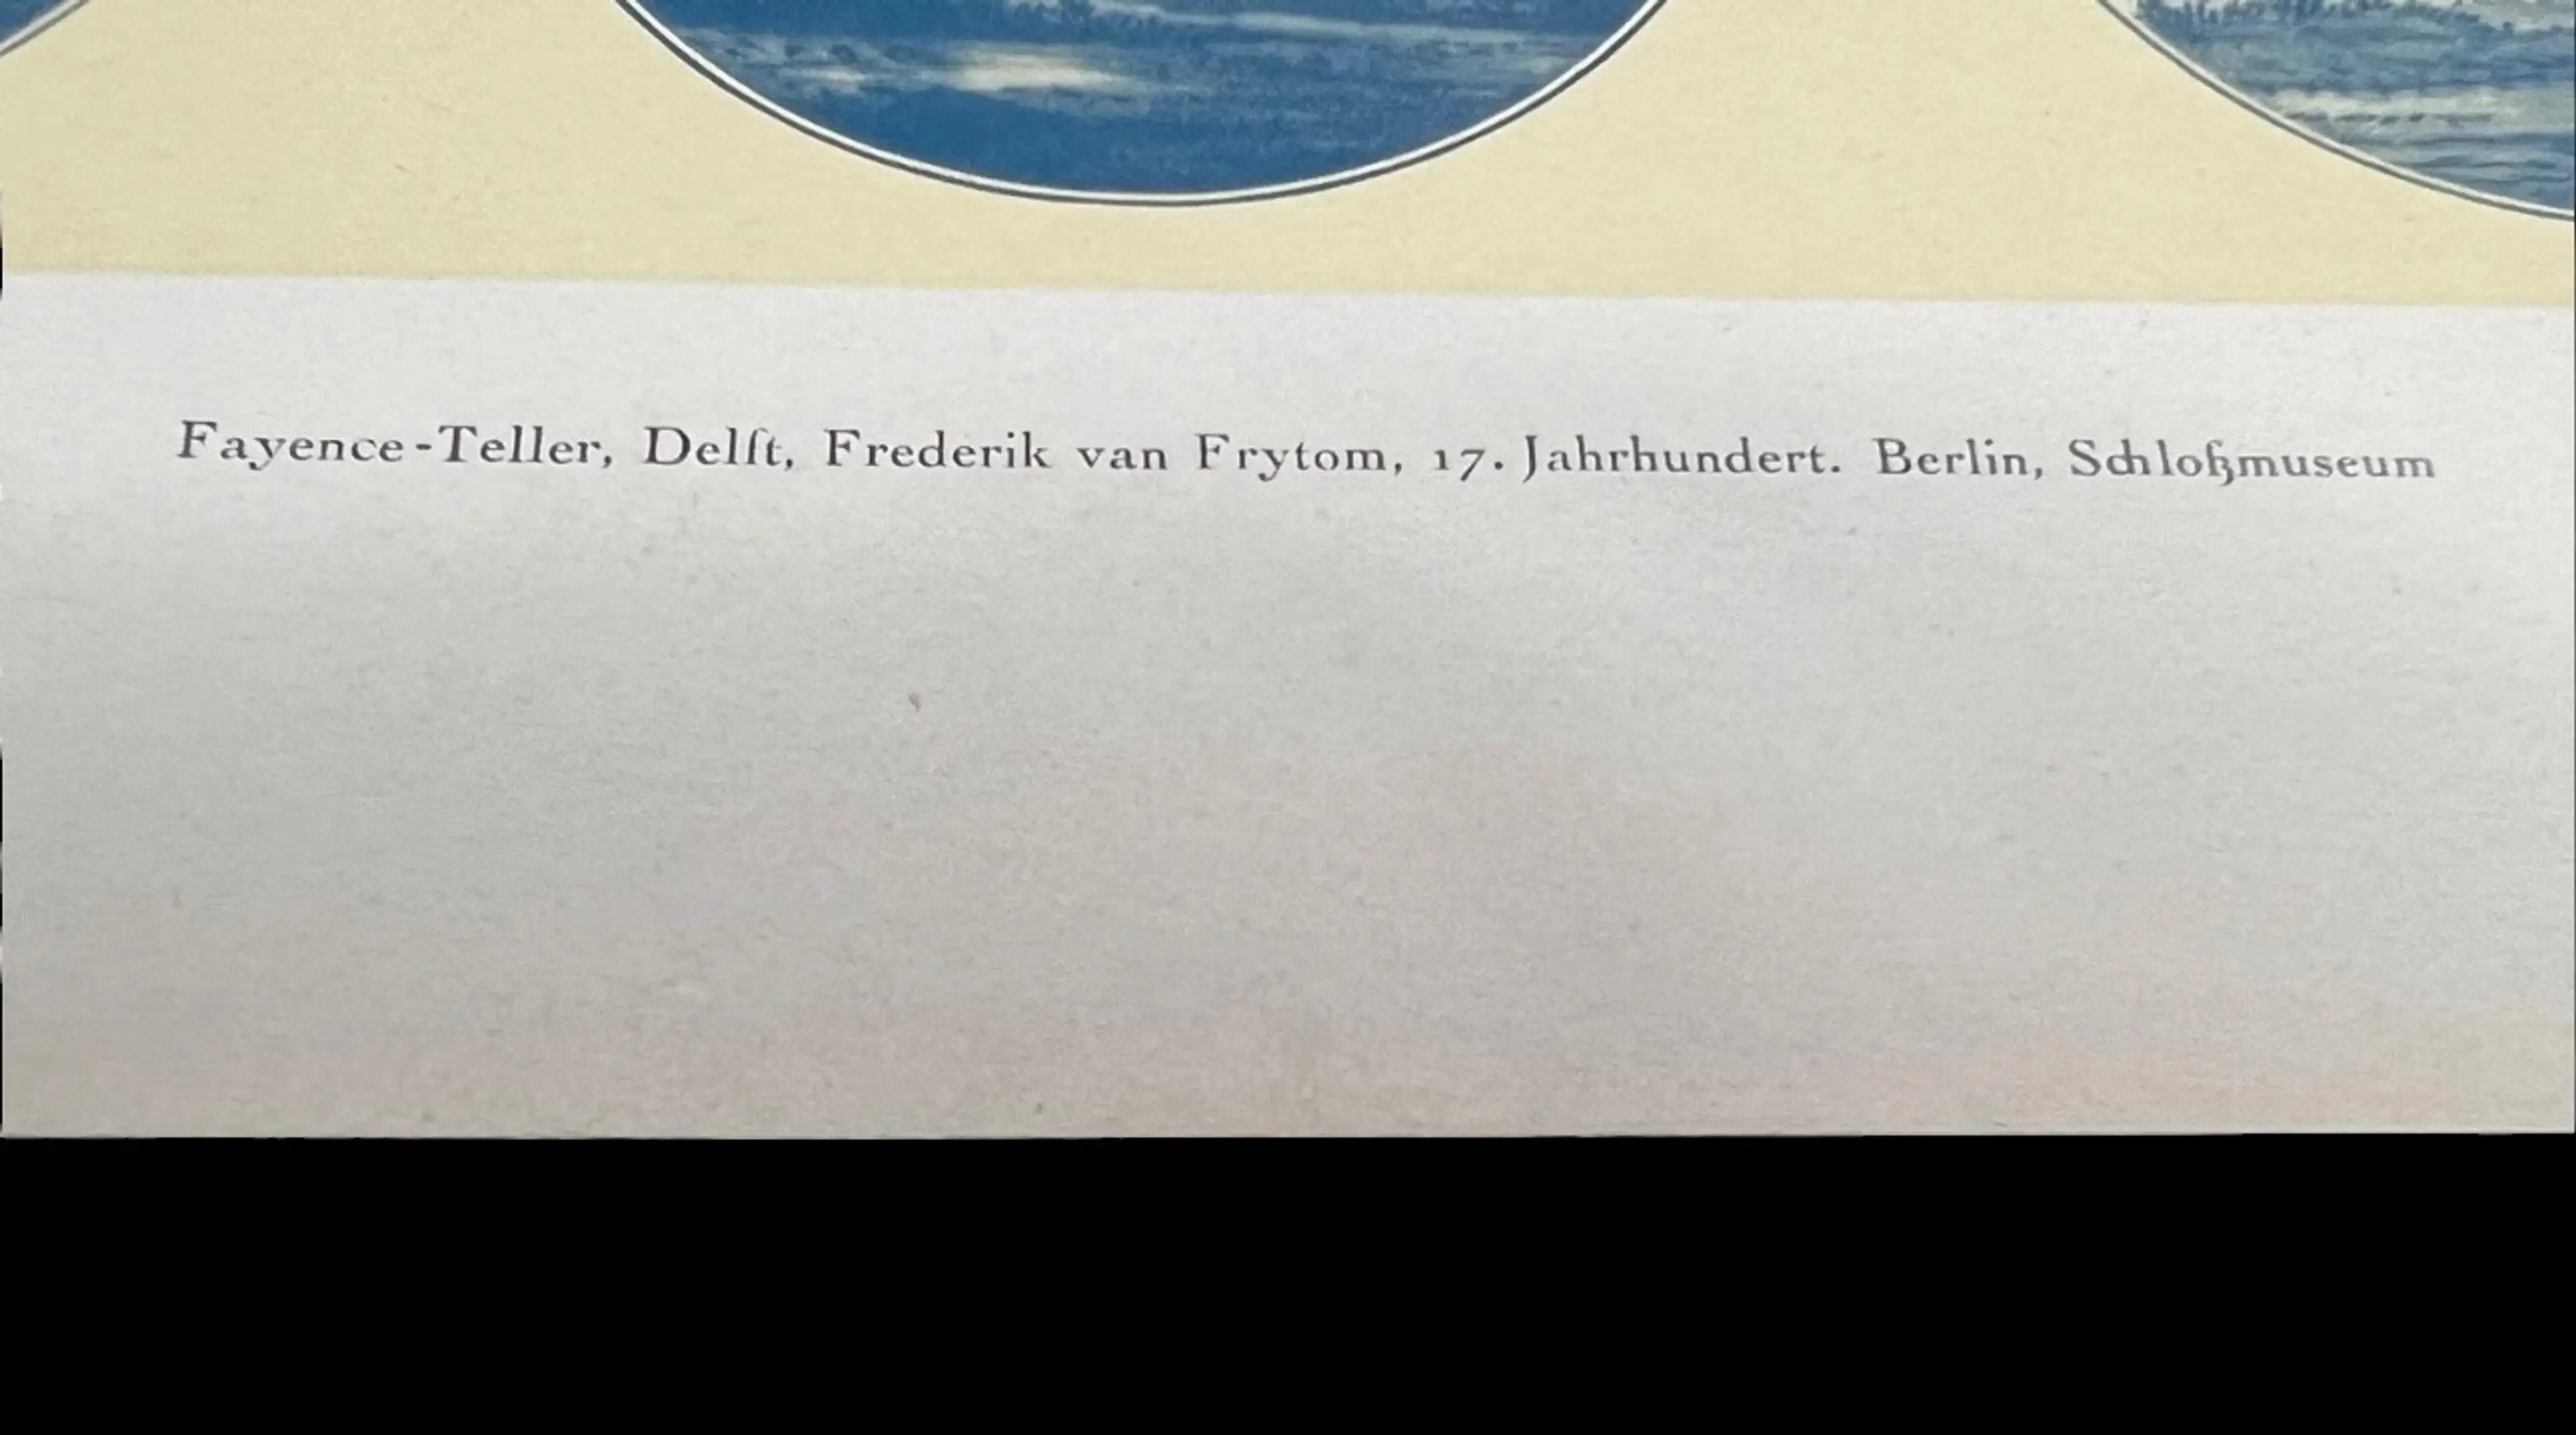 Fayence-Teller, Delft, Frederik van Frytom, 17. Jahrhundert. Berlin, Schloßmuseum